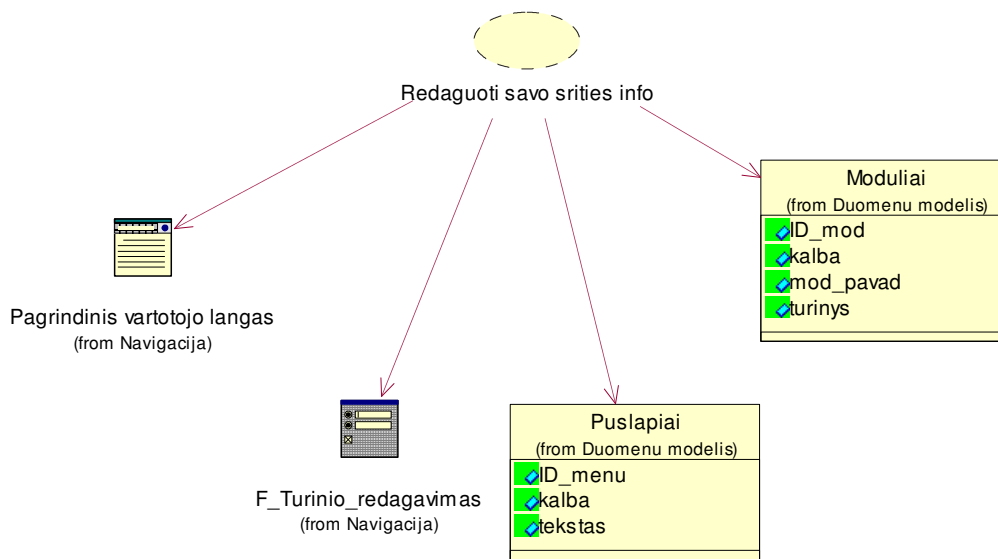 Redaguoti savo srities info
Moduliai
(from Duomenu modelis)
ID_mod
kalba
mod_pavad
turinys
Pagrindinis vartotojo langas
(from Navigacija)
F_Turinio_redagavimas
(from Navigacija)
Puslapiai
(from Duomenu modelis)
ID_menu
kalba
tekstas